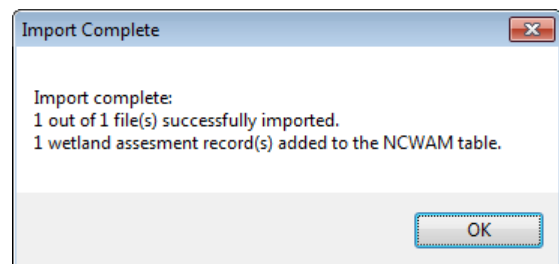 Import Complete
Import complete:
1 out of 1 file(s) successfully imported.
1 wetland assesment record(s) added to the NCWAM table.
OK